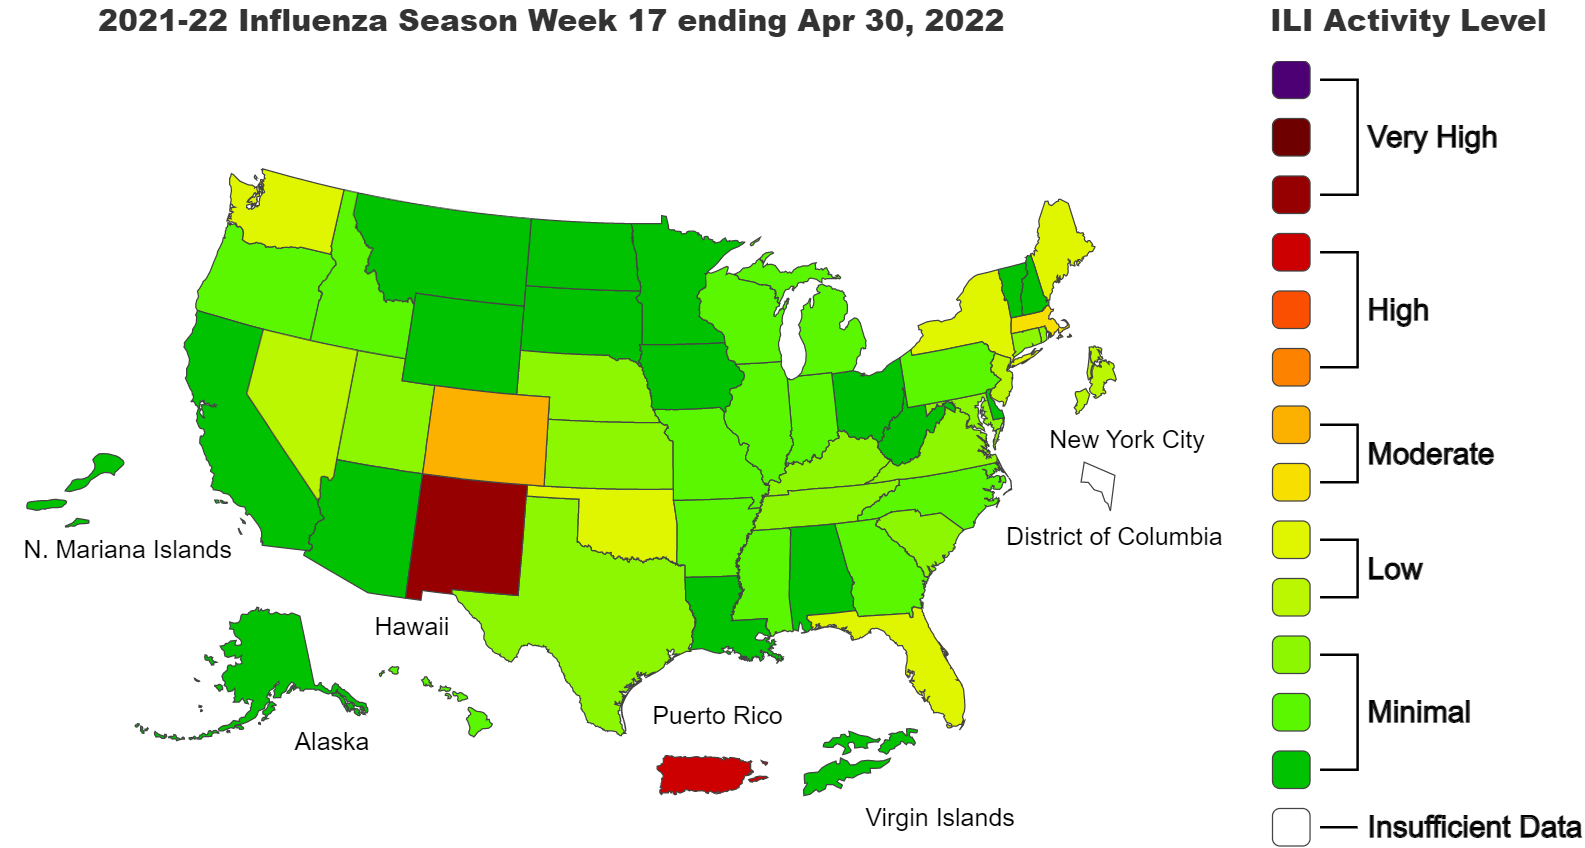 2021-22 Influenza Season Week 17 ending Apr 30, 2022
ILI Activity Level
Very High
High
Moderate
Low
Minimal
Insufficient Data
New York City
District of Columbia
N. Mariana Islands
Hawaii
Alaska
Puerto Rico
Virgin Islands